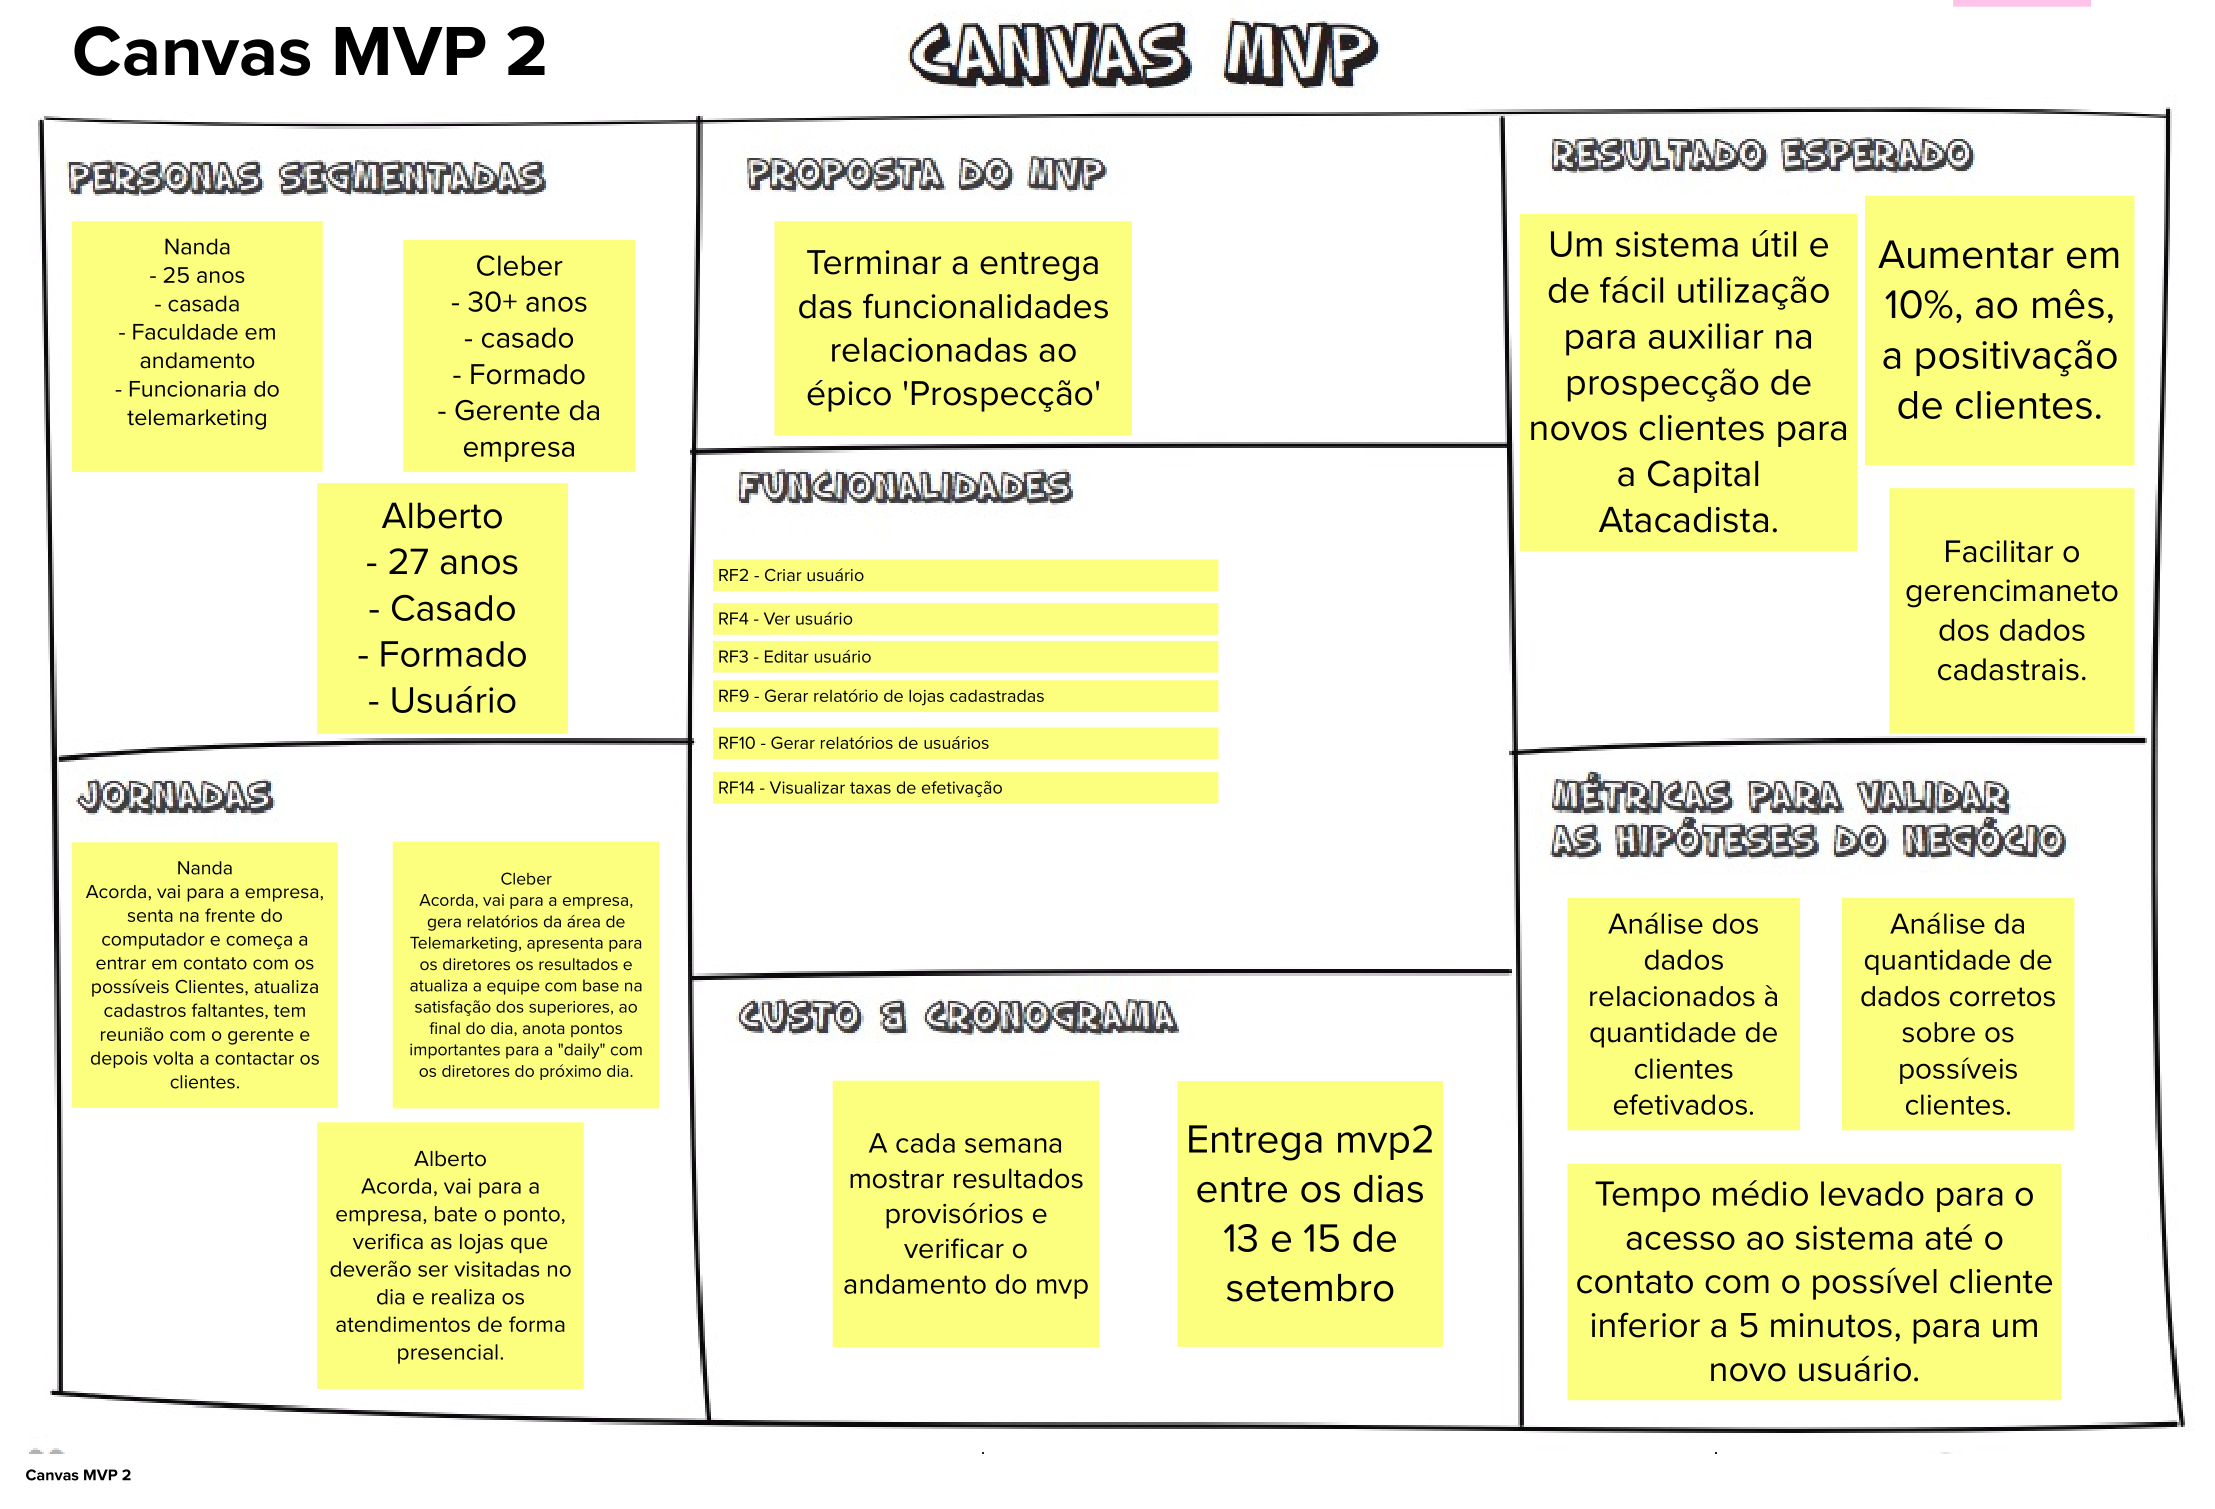 Canvas MVP 2
CANVAS MVP
PERSONAS SEGMENTADAS
Nanda
- 25 anos
- casada
- Faculdade em
andamento
- Funcionaria do
telemarketing
Cleber
- 30+ anos
- casado
- Formado
- Gerente da
empresa
Alberto
- 27 anos
- Casado
- Formado
- Usuário
JORNADAS
Nanda
Acorda, vai para a empresa,
senta na frente do
computador e começa a
entrar em contato com os
possíveis Clientes, atualiza
cadastros faltantes, tem
reunião com o gerente e
depois volta a contactar os
clientes.
Cleber
Acorda, vai para a empresa,
gera relatórios da área de
Telemarketing, apresenta para
os diretores os resultados e
atualiza a equipe com base na
satisfação dos superiores, ao
final do dia, anota pontos
importantes para a "daily" com
os diretores do próximo dia.
Alberto
Acorda, vai para a
empresa, bate o ponto,
verifica as lojas que
deverão ser visitadas no
dia e realiza os
atendimentos de forma
presencial.
PROPOSTA DO MVP
Terminar a entrega
das funcionalidades
relacionadas ao
épico 'Prospecção'
FUNCIONALIDADES
RF2 - Criar usuário
RF4 - Ver usuário
RF3 - Editar usuário
RF9 - Gerar relatório de lojas cadastradas
RF10 - Gerar relatórios de usuários
RF14 - Visualizar taxas de efetivação
CUSTO & CRONOGRAMA
A cada semana
mostrar resultados
provisórios e
verificar o
andamento do mvp
Entrega mvp2
entre os dias
13 e 15 de
setembro
RESULTADO ESPERADO
Um sistema útil e
de fácil utilização
para auxiliar na
prospecção de
novos clientes para
a Capital
Atacadista.
Aumentar em
10%, ao mês,
a positivação
de clientes.
Facilitar o
gerencimaneto
dos dados
cadastrais.
MÉTRICAS PARA VALIDAR
AS HIPÓTESES DO NEGÓCIO
Análise dos
dados
relacionados à
quantidade de
clientes
efetivados.
Análise da
quantidade de
dados corretos
sobre os
possíveis
clientes.
Tempo médio levado para o
acesso ao sistema até o
contato com o possível cliente
inferior a 5 minutos, para um
novo usuário.
Canvas MVP 2